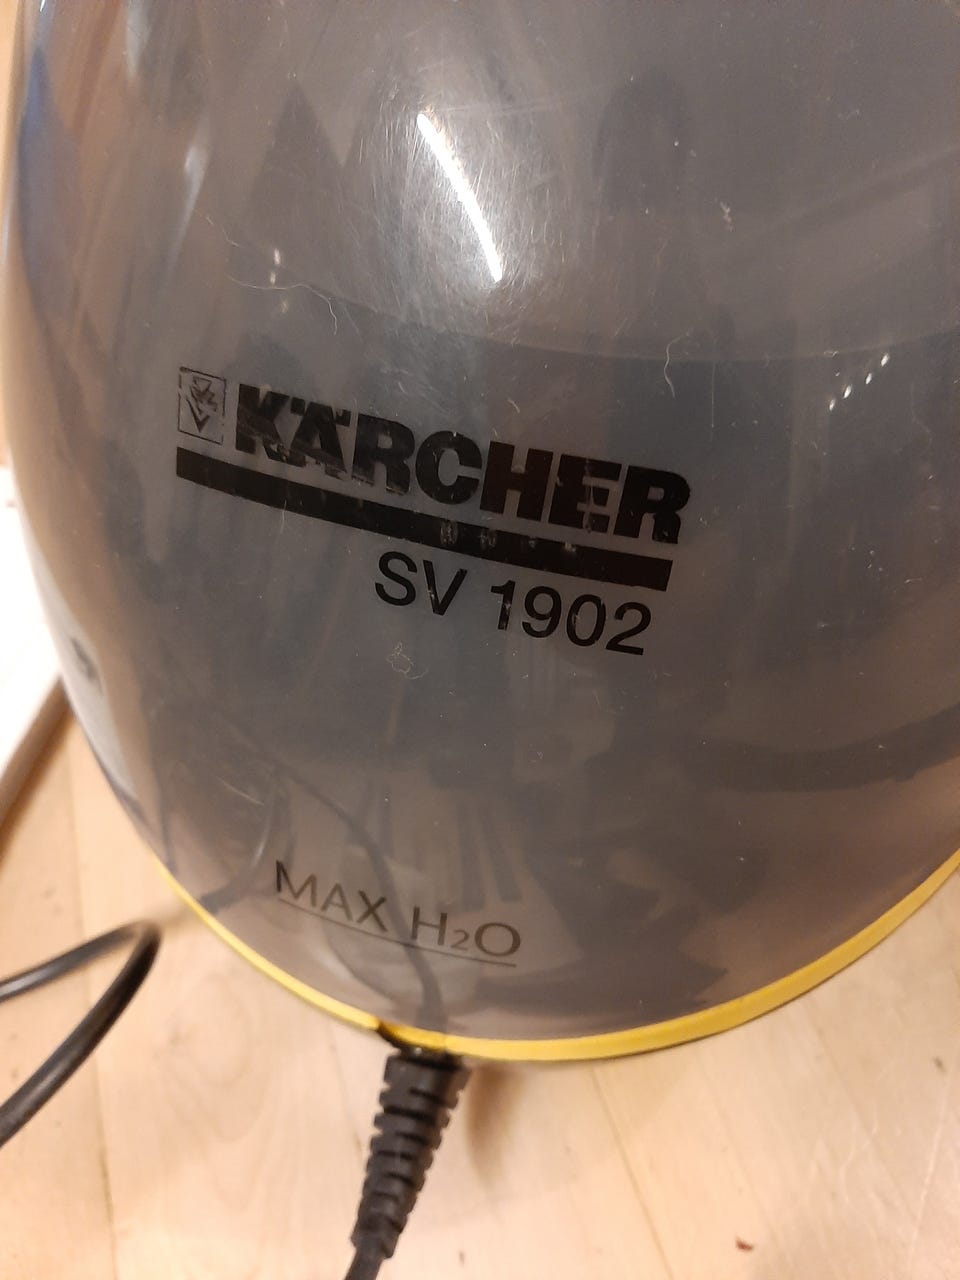 KÄRCHER
SV 1902
MAX H₂O